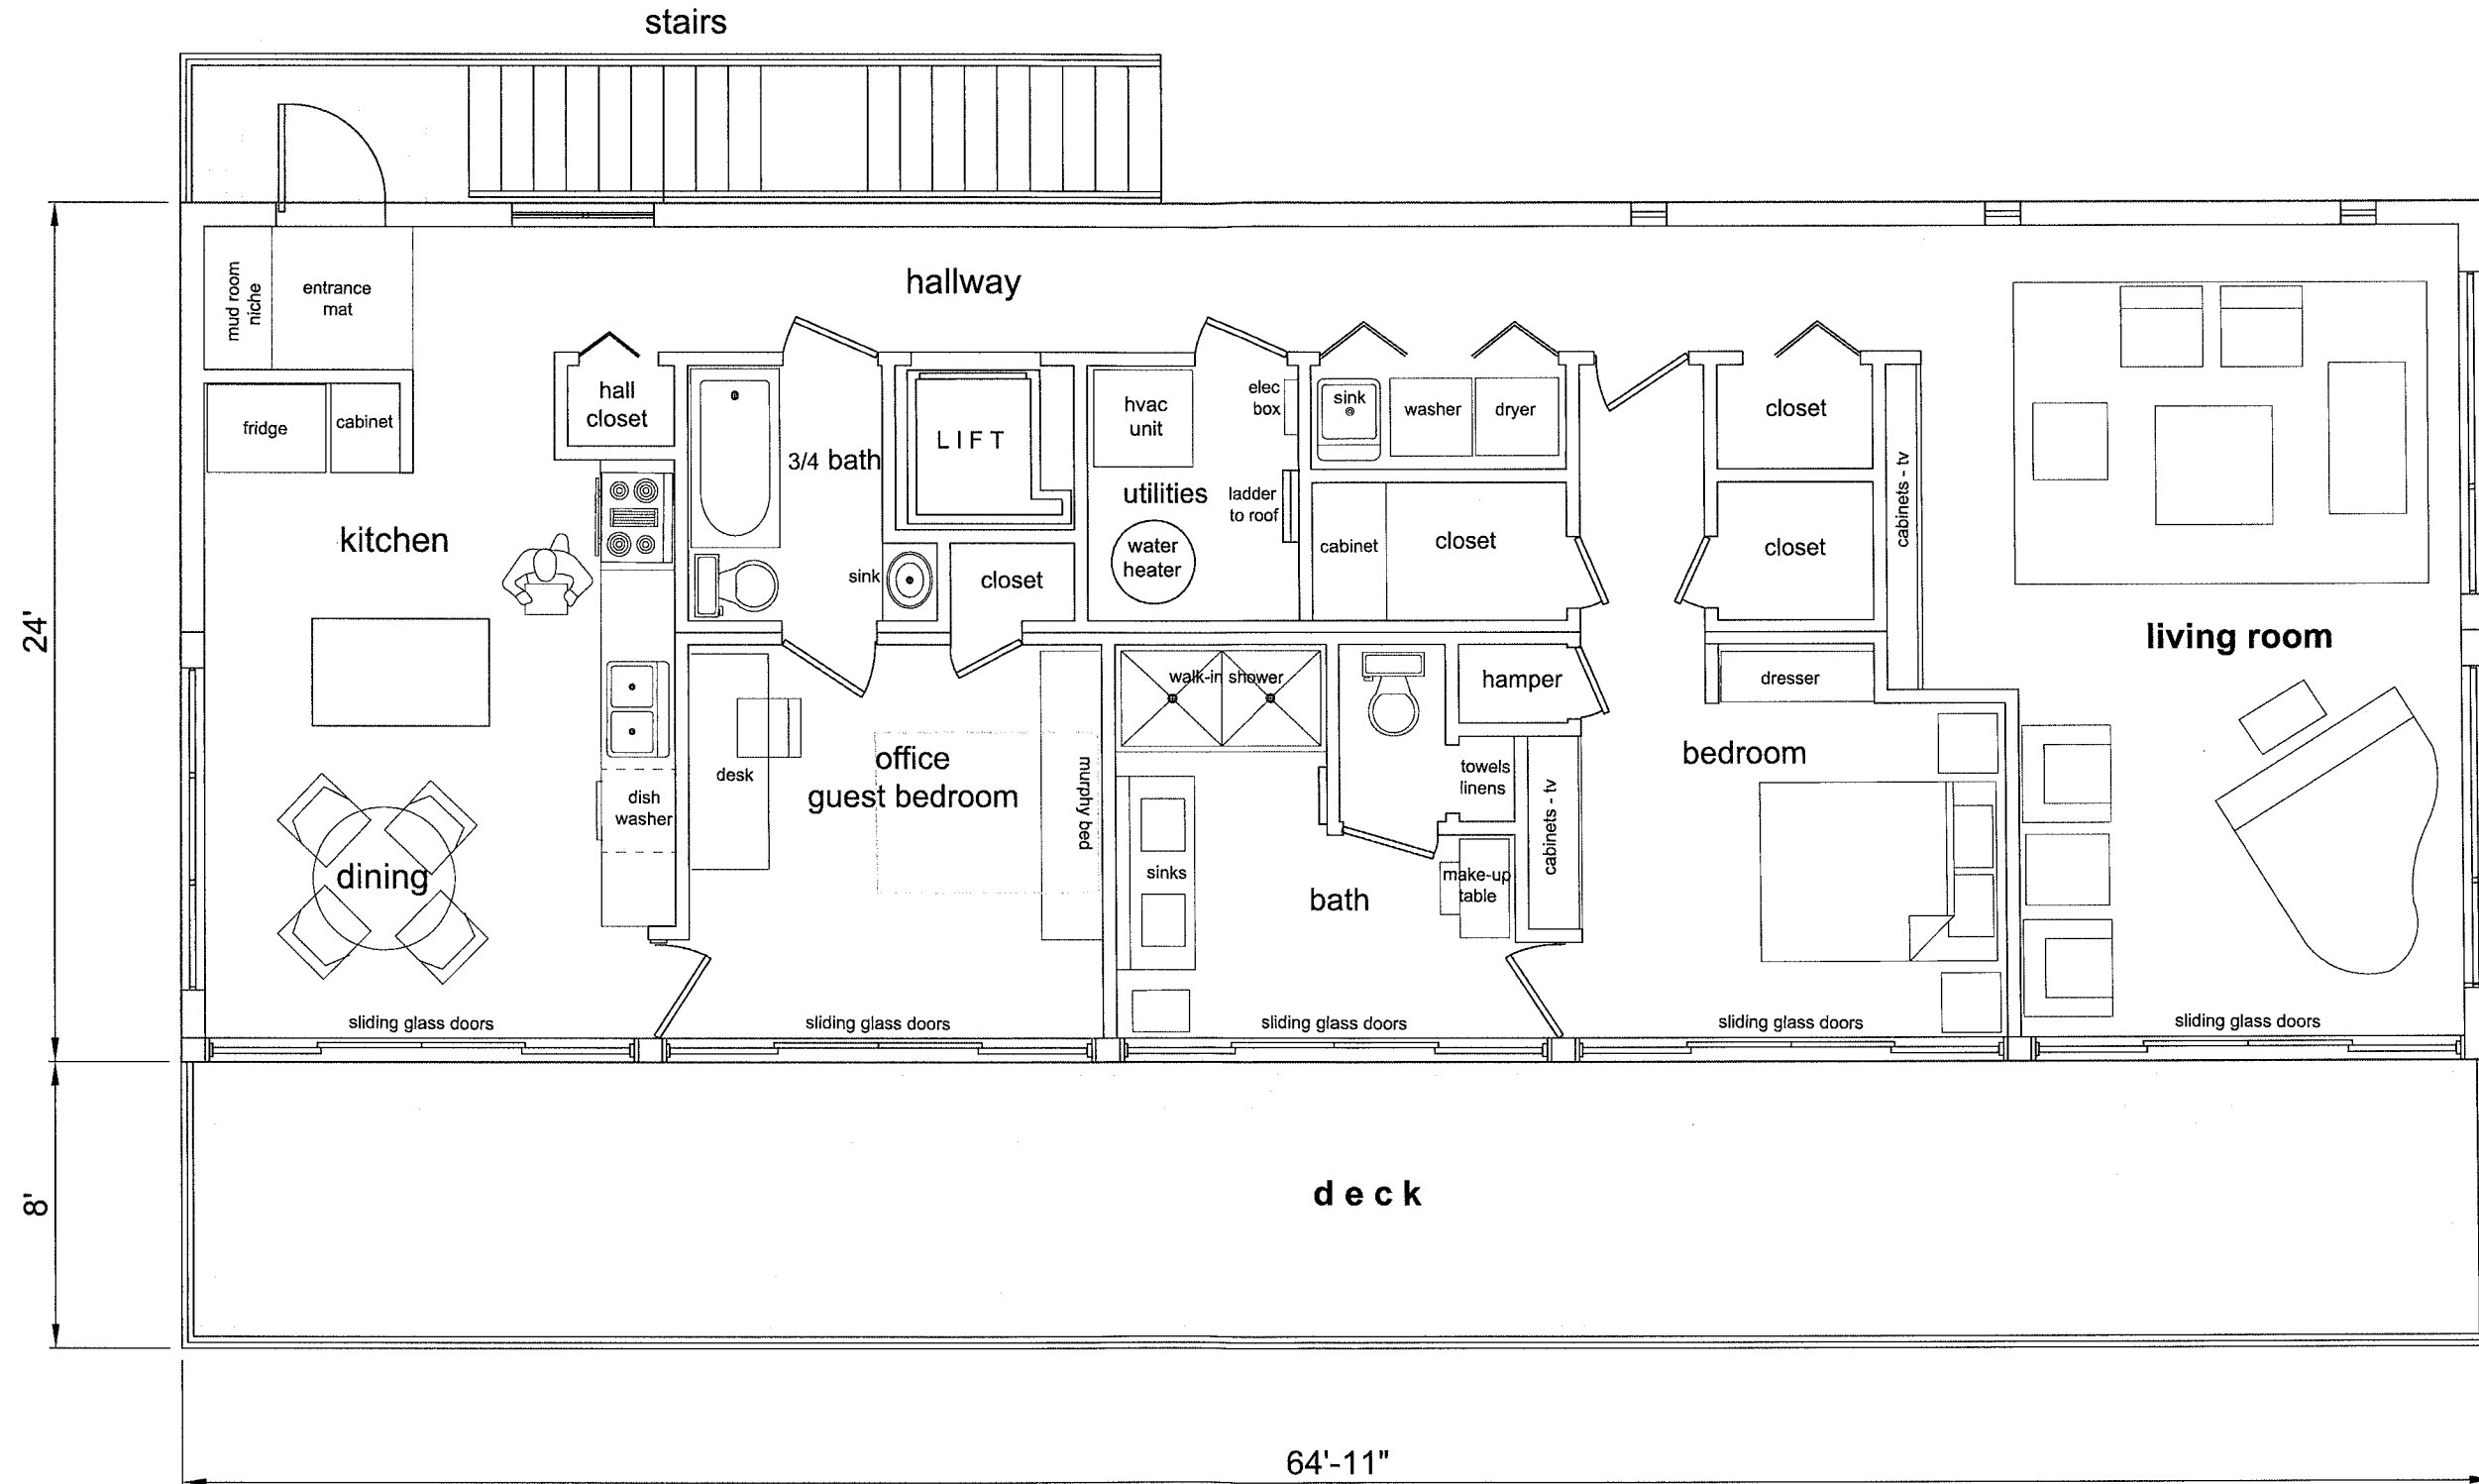 stairs
hallway
mud room
niche
entrance
mat
hall
closet
fridge
cabinet
3/4 bath
LIFT
hvac
unit
elec
box
sink
washer
dryer
closet
utilities
ladder
to roof
cabinets - tv
kitchen
water
heater
cabinet
closet
closet
sink
closet
24'
living room
walk-in shower
hamper
dresser
office
guest bedroom
desk
murphy bed
towels
linens
bedroom
dish
washer
cabinets - tv
dining
sinks
make-up
table
bath
sliding glass doors
sliding glass doors
sliding glass doors
sliding glass doors
sliding glass doors
8'
deck
64'-11"